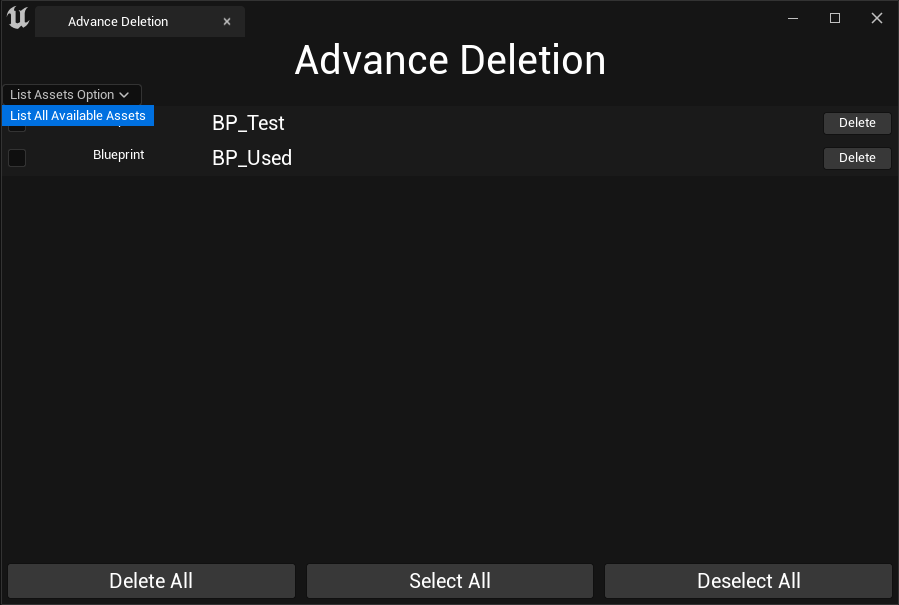 Advance Deletion
Advance Deletion
List Assets Option
List All Available Assets
BP_Test Delete
Blueprint BP_Used Delete
Delete All Select All Deselect All